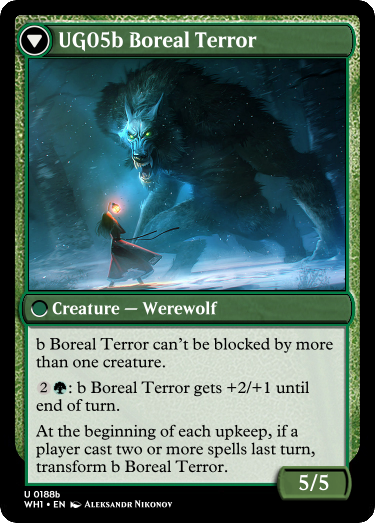 UG05b Boreal Terror
Creature — Werewolf
b Boreal Terror can't be blocked by more
than one creature.
2 : b Boreal Terror gets +2/+1 until
end of turn.
At the beginning of each upkeep, if a
player cast two or more spells last turn,
transform b Boreal Terror.
5/5
U 0188b
WH1 • EN Aleksandr Nikonov